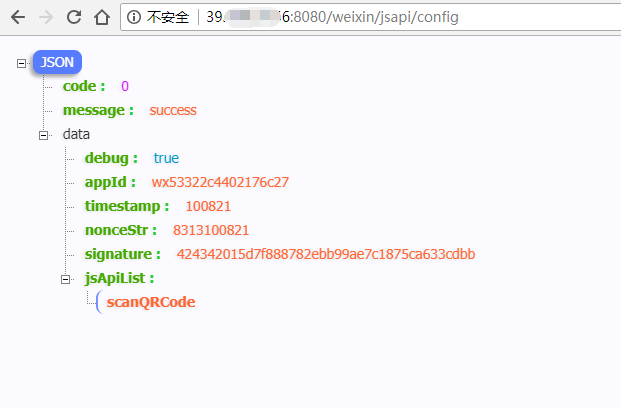 不安全 39. 6:8080/weixin/jsapi/config
JSON
code : 0
message : success
data
debug : true
appId : wx53322c4402176c27
timestamp : 100821
nonceStr : 8313100821
signature : 424342015d7f888782ebb99ae7c1875ca633cdbb
jsApiList :
scanQRCode